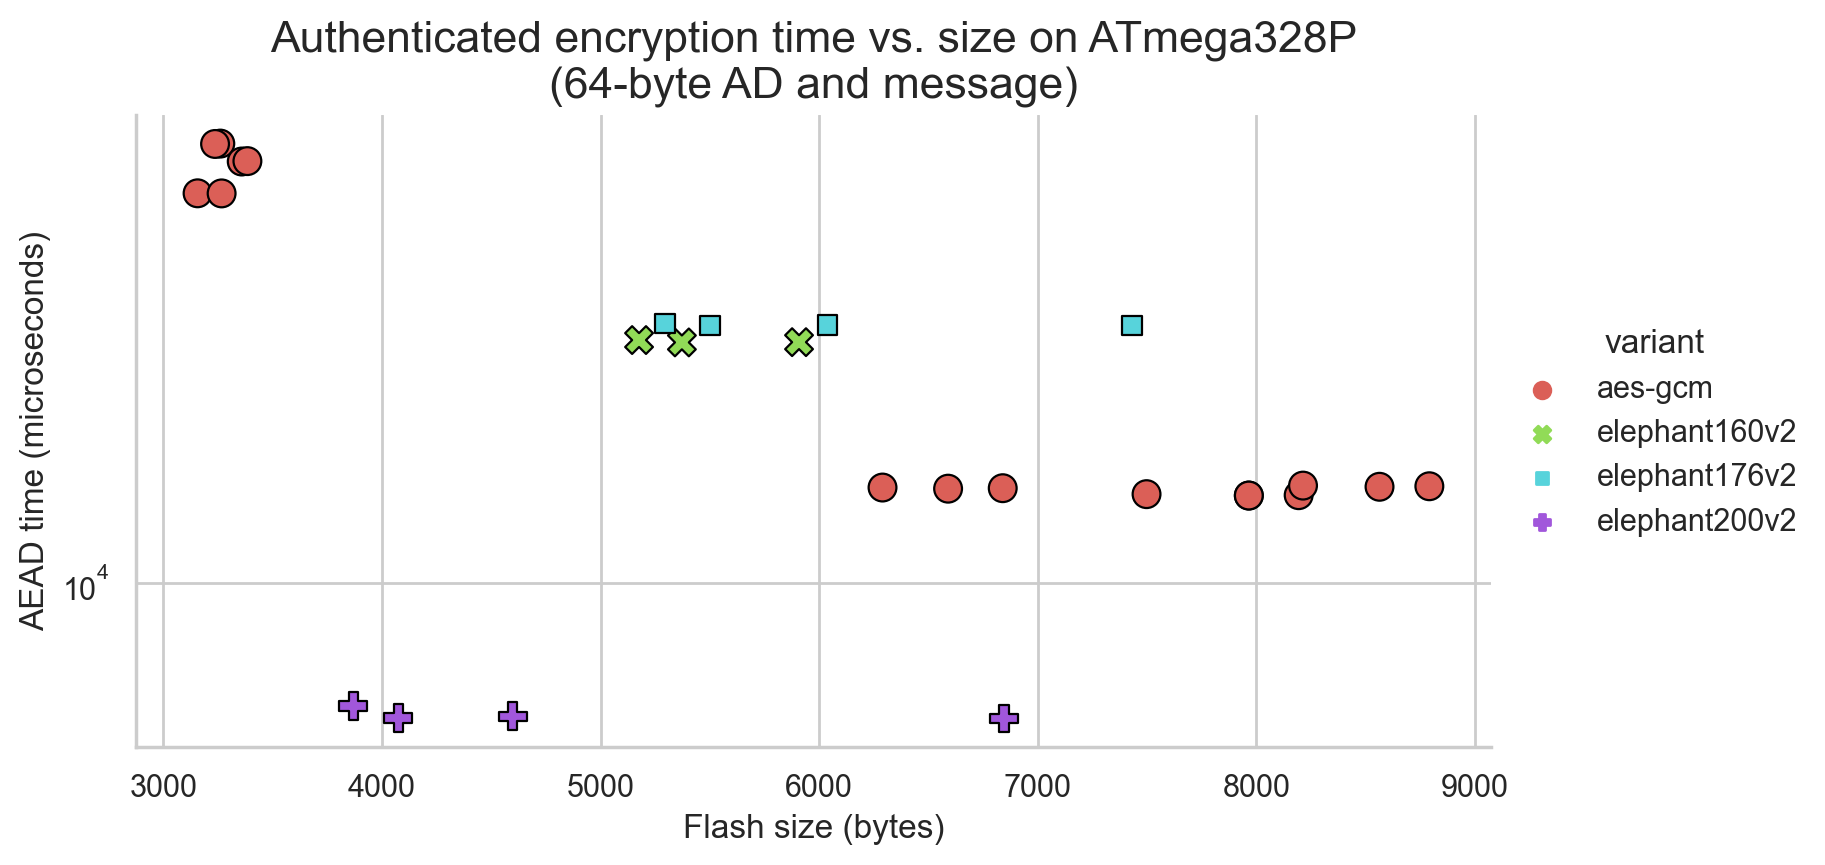 Authenticated encryption time vs. size on ATmega328P
(64-byte AD and message)
AEAD time (microseconds)
10^4
3000 4000 5000 6000 7000 8000 9000
Flash size (bytes)
variant
aes-gcm
elephant160v2
elephant176v2
elephant200v2